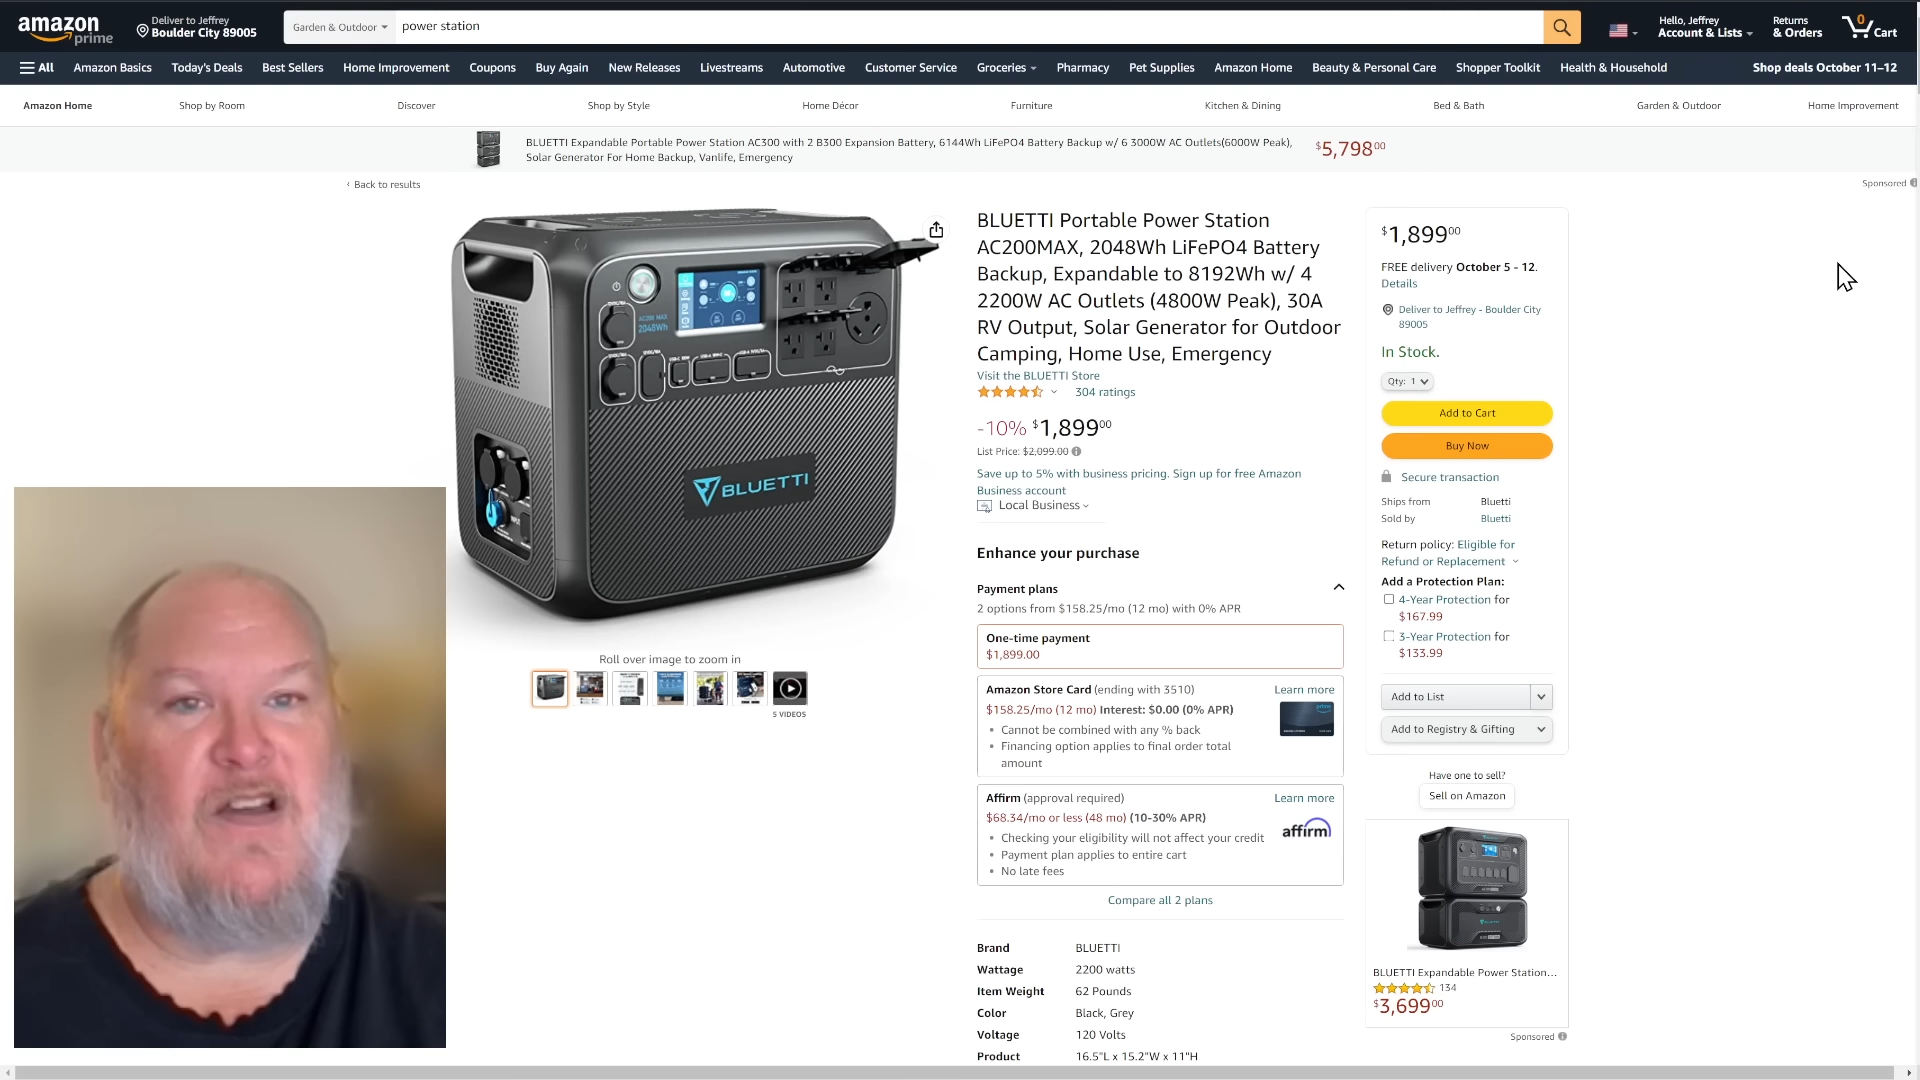 amazon
prime
Deliver to Jeffrey
Boulder City 89005
Garden & Outdoor
power station
Hello, Jeffrey
Account & Lists
Returns
& Orders
0
Cart
All
Amazon Basics
Today's Deals
Best Sellers
Home Improvement
Coupons
Buy Again
New Releases
Livestreams
Automotive
Customer Service
Groceries
Pharmacy
Pet Supplies
Amazon Home
Beauty & Personal Care
Shopper Toolkit
Health & Household
Shop deals October 11–12
Amazon Home
Shop by Room
Discover
Shop by Style
Home Décor
Furniture
Kitchen & Dining
Bed & Bath
Garden & Outdoor
Home Improvement
BLUETTI Expandable Portable Power Station AC300 with 2 B300 Expansion Battery, 6144Wh LiFePO4 Battery Backup w/ 6 3000W AC Outlets(6000W Peak),
Solar Generator For Home Backup, Vanlife, Emergency
$5,79800
‹ Back to results
Sponsored
AC200 MAX
2048Wh
BLUETTI
Roll over image to zoom in
5 VIDEOS
BLUETTI Portable Power Station
AC200MAX, 2048Wh LiFePO4 Battery
Backup, Expandable to 8192Wh w/ 4
2200W AC Outlets (4800W Peak), 30A
RV Output, Solar Generator for Outdoor
Camping, Home Use, Emergency
Visit the BLUETTI Store
304 ratings
-10% $1,89900
List Price: $2,099.00
Save up to 5% with business pricing. Sign up for free Amazon
Business account
Local Business
Enhance your purchase
Payment plans
2 options from $158.25/mo (12 mo) with 0% APR
One-time payment
$1,899.00
Amazon Store Card (ending with 3510)
Learn more
$158.25/mo (12 mo) Interest: $0.00 (0% APR)
• Cannot be combined with any % back
• Financing option applies to final order total
amount
Affirm (approval required)
Learn more
$68.34/mo or less (48 mo) (10-30% APR)
affirm
• Checking your eligibility will not affect your credit
• Payment plan applies to entire cart
• No late fees
Compare all 2 plans
Brand BLUETTI
Wattage 2200 watts
Item Weight 62 Pounds
Color Black, Grey
Voltage 120 Volts
Product 16.5"L x 15.2"W x 11"H
$1,89900
FREE delivery October 5 - 12.
Details
Deliver to Jeffrey - Boulder City
89005
In Stock.
Qty: 1
Add to Cart
Buy Now
Secure transaction
Ships from Bluetti
Sold by Bluetti
Return policy: Eligible for
Refund or Replacement
Add a Protection Plan:
4-Year Protection for
$167.99
3-Year Protection for
$133.99
Add to List
Add to Registry & Gifting
Have one to sell?
Sell on Amazon
BLUETTI Expandable Power Station...
134
$3,69900
Sponsored